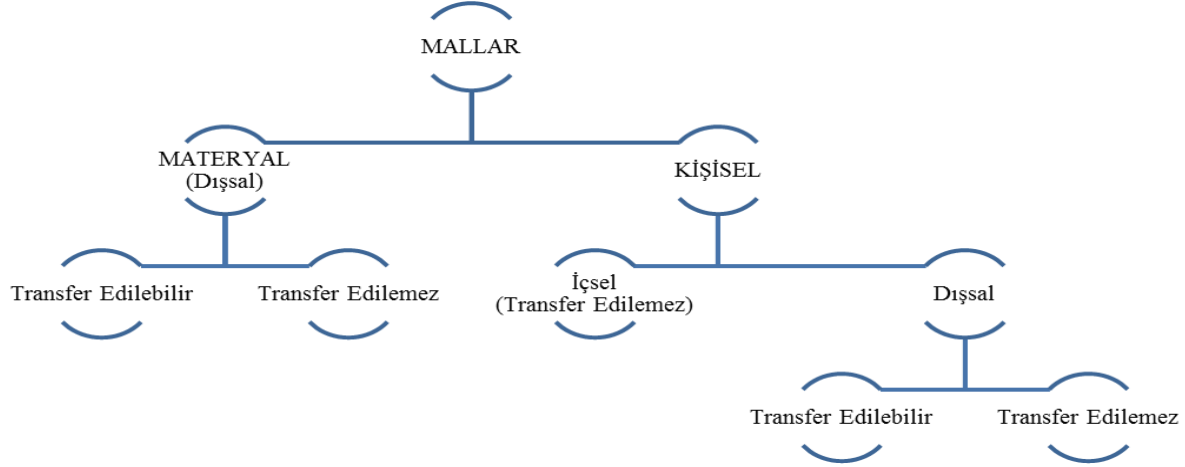 MALLAR
MATERYAL
(Dışsal)
KİŞİSEL
Transfer Edilebilir
Transfer Edilemez
İçsel
(Transfer Edilemez)
Dışsal
Transfer Edilebilir
Transfer Edilemez